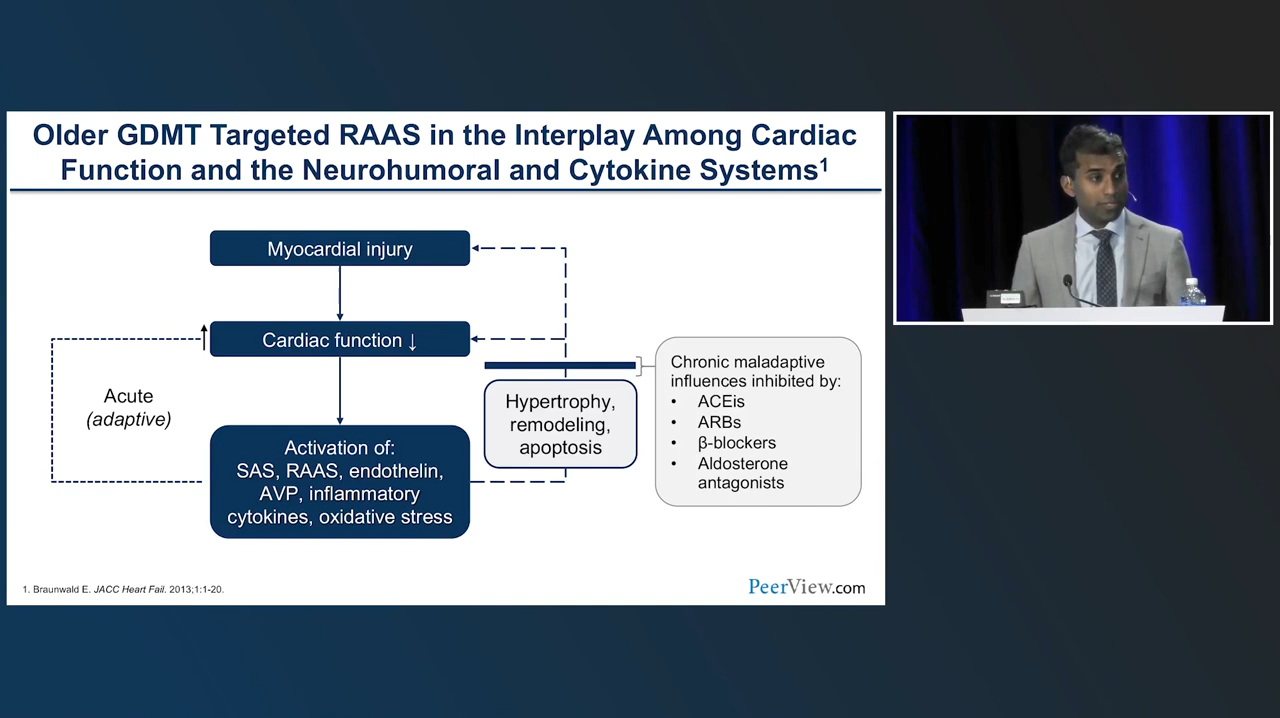 Older GDMT Targeted RAAS in the Interplay Among Cardiac
Function and the Neurohumoral and Cytokine Systems¹
Myocardial injury
Cardiac function ↓
Acute
(adaptive)
Activation of:
SAS, RAAS, endothelin,
AVP, inflammatory
cytokines, oxidative stress
Hypertrophy,
remodeling,
apoptosis
Chronic maladaptive
influences inhibited by:
• ACEis
• ARBs
• β-blockers
• Aldosterone
antagonists
1. Braunwald E. JACC Heart Fail. 2013;1:1-20.
PeerView.com